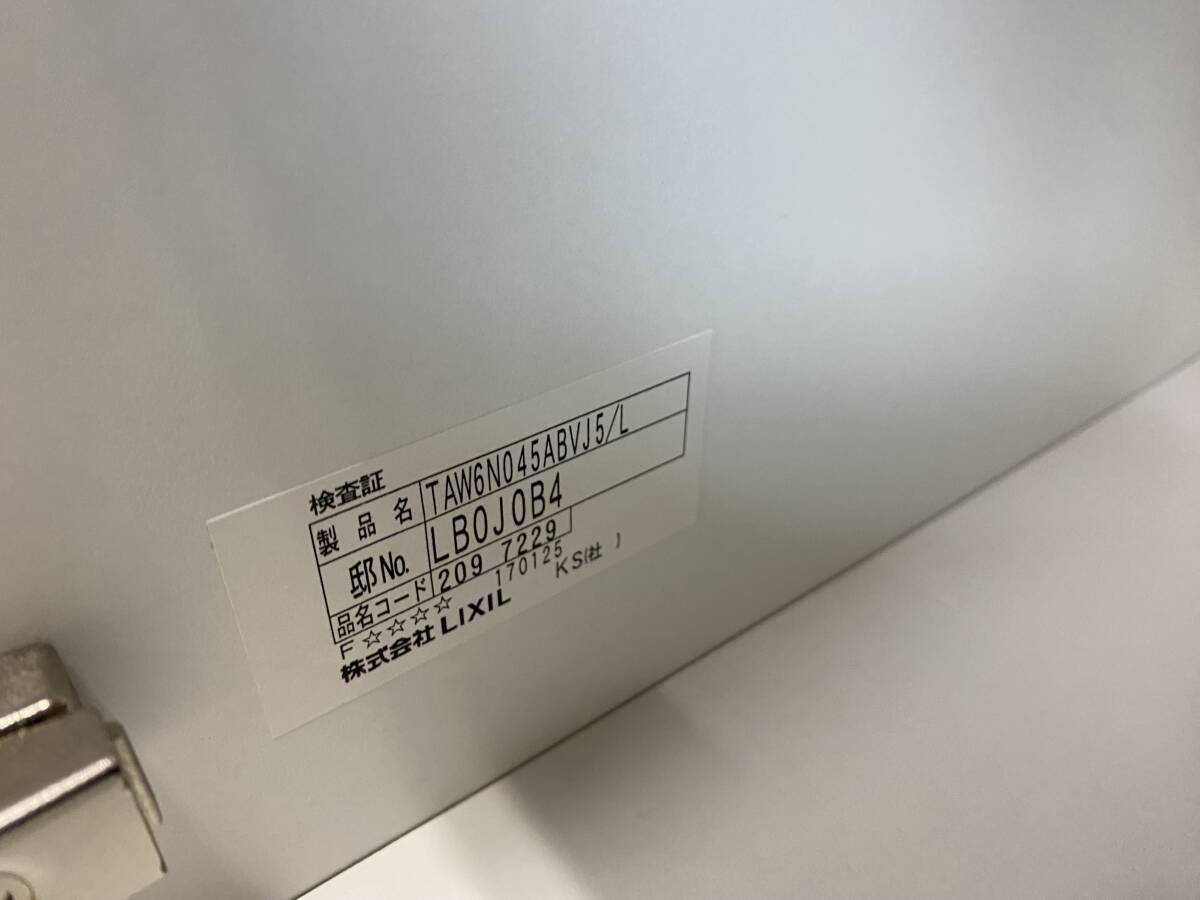 検査証
製品名 TAW6N045ABVJ5/L
邸No. LB0J0B4
品名コード 209 7229
F☆☆☆☆ 170125 KS(社 )
株式会社 LIXIL